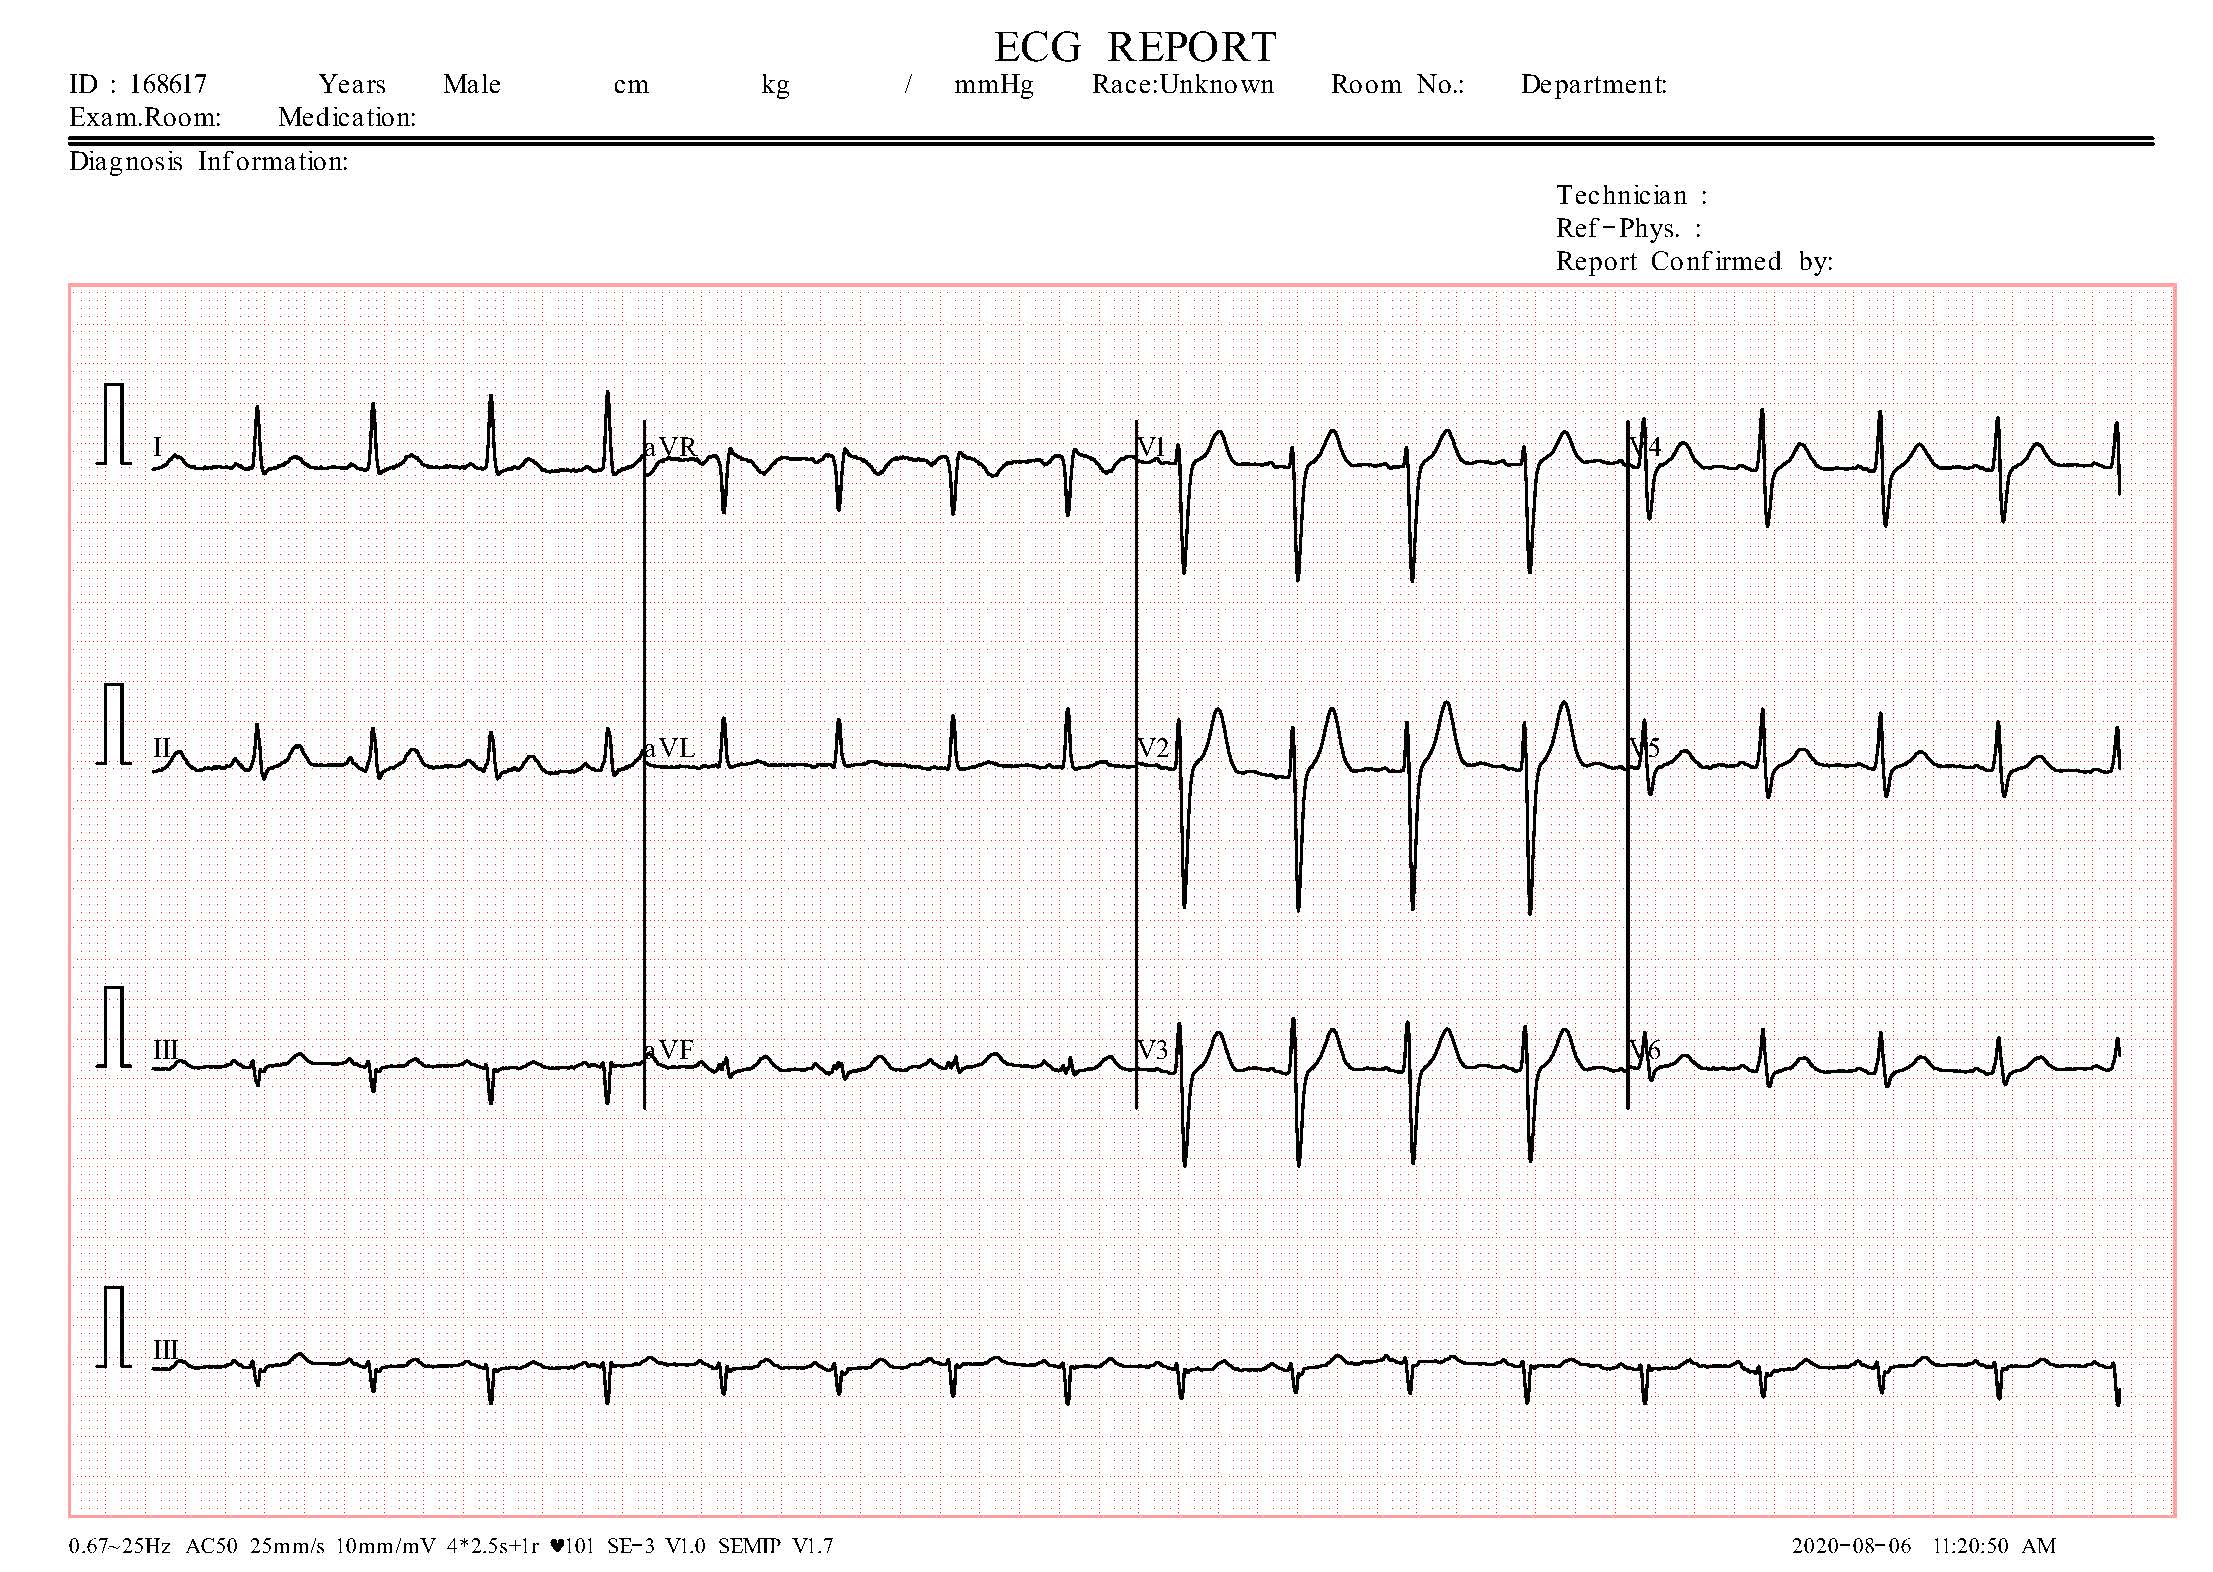 ECG REPORT
ID : 168617 Years Male cm kg / mmHg Race:Unknown Room No.: Department:
Exam.Room: Medication:
Diagnosis Information:
Technician :
Ref-Phys. :
Report Confirmed by:
I aVR V1 V4
II aVL V2 V5
III aVF V3 V6
III
0.67~25Hz AC50 25mm/s 10mm/mV 4*2.5s+1r ♥101 SE-3 V1.0 SEMIP V1.7 2020-08-06 11:20:50 AM